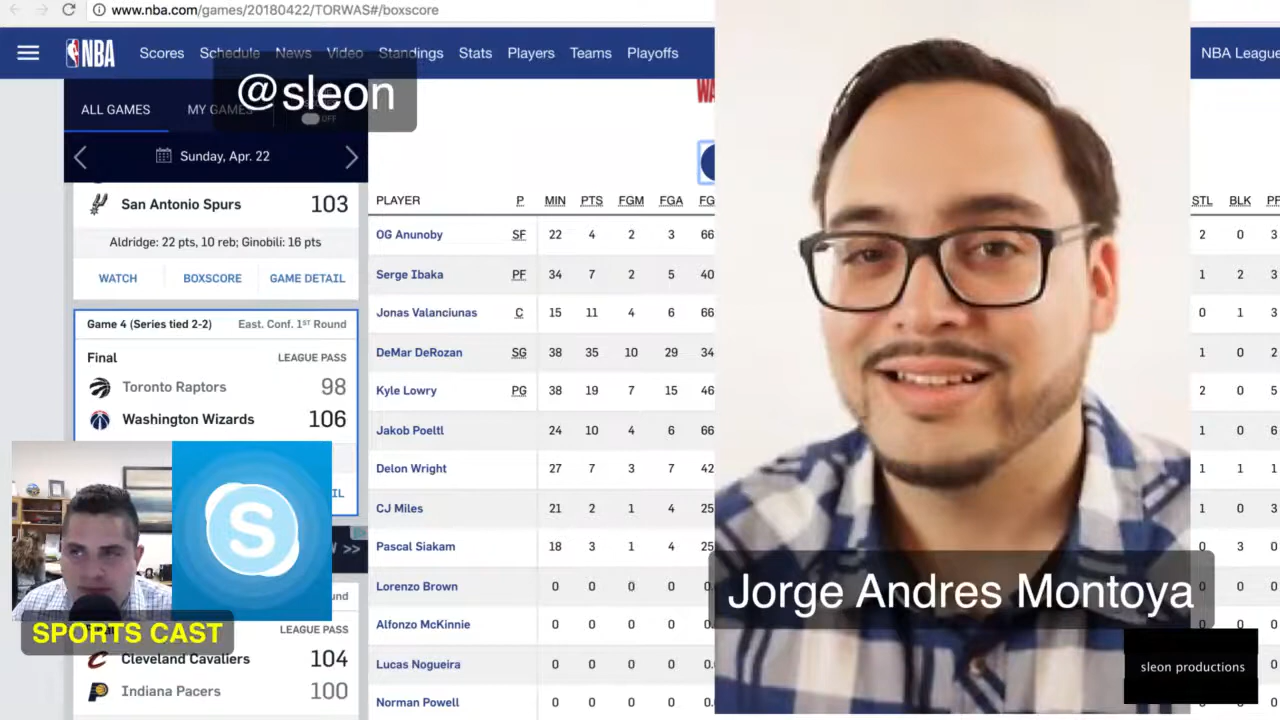 www.nba.com/games/20180422/TORWAS#/boxscore
NBA Scores Schedule News Video Standings Stats Players Teams Playoffs NBA League
@sleon
ALL GAMES MY GAMES
OFF
Sunday, Apr. 22
San Antonio Spurs 103
Aldridge: 22 pts, 10 reb; Ginobili: 16 pts
WATCH BOXSCORE GAME DETAIL
Game 4 (Series tied 2-2) East. Conf. 1ST Round
Final LEAGUE PASS
Toronto Raptors 98
Washington Wizards 106
IL
>>
SPORTS CAST
LEAGUE PASS
Cleveland Cavaliers 104
Indiana Pacers 100
WA
PLAYER P MIN PTS FGM FGA FG STL BLK PF
OG Anunoby SF 22 4 2 3 66 2 0 3
Serge Ibaka PF 34 7 2 5 40 1 2 3
Jonas Valanciunas C 15 11 4 6 66 0 1 3
DeMar DeRozan SG 38 35 10 29 34 1 0 2
Kyle Lowry PG 38 19 7 15 46 2 0 5
Jakob Poeltl 24 10 4 6 66 1 0 6
Delon Wright 27 7 3 7 42 1 1 1
CJ Miles 21 2 1 4 25 1 0 3
Pascal Siakam 18 3 1 4 25 0 3 0
Lorenzo Brown 0 0 0 0 0. 0 0 0
Alfonzo McKinnie 0 0 0 0 0. 0 0
Lucas Nogueira 0 0 0 0 0.
Norman Powell 0 0 0 0 0.
Jorge Andres Montoya
sleon productions